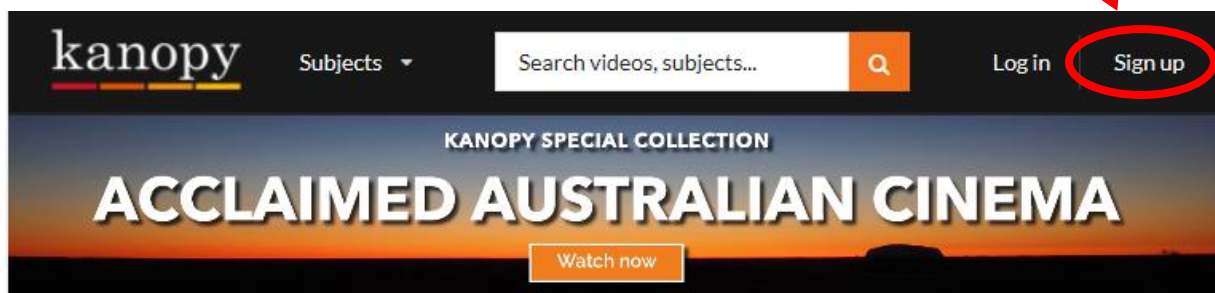 kanopy Subjects Search videos, subjects... Log in Sign up
KANOPY SPECIAL COLLECTION
ACCLAIMED AUSTRALIAN CINEMA
Watch now